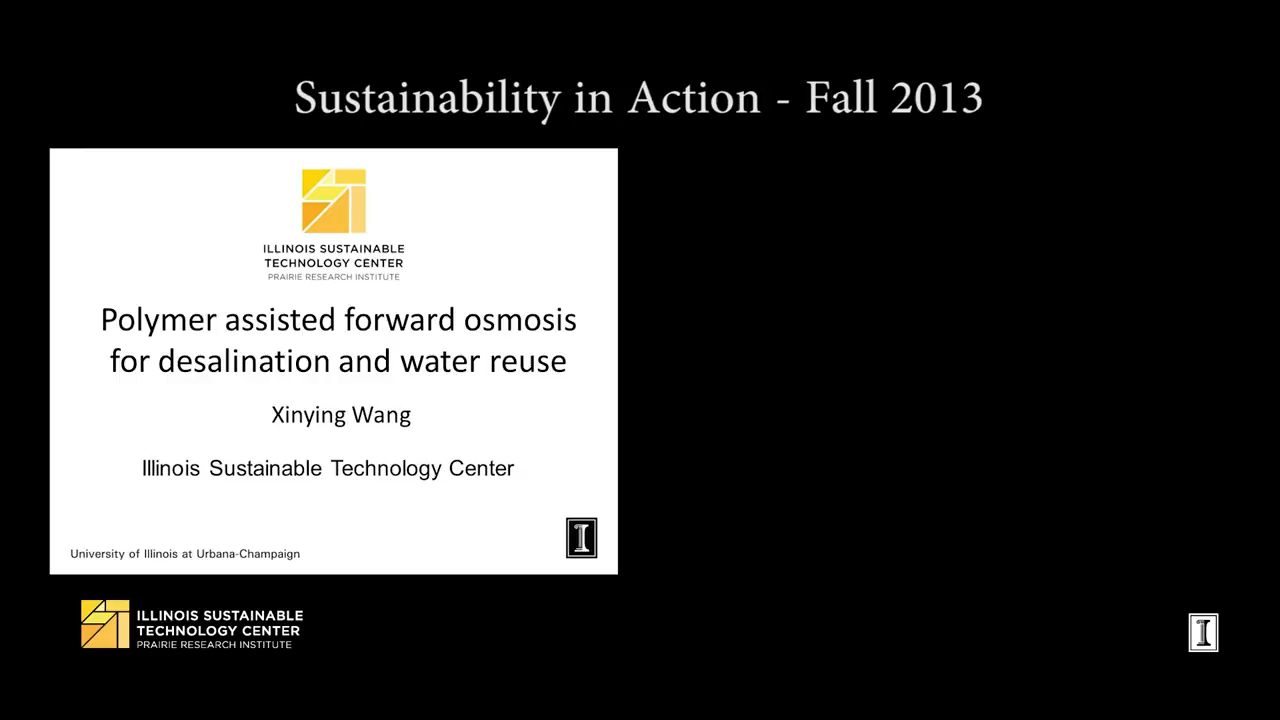 Sustainability in Action - Fall 2013
ILLINOIS SUSTAINABLE
TECHNOLOGY CENTER
PRAIRIE RESEARCH INSTITUTE
Polymer assisted forward osmosis
for desalination and water reuse
Xinying Wang
Illinois Sustainable Technology Center
University of Illinois at Urbana-Champaign
I
ILLINOIS SUSTAINABLE
TECHNOLOGY CENTER
PRAIRIE RESEARCH INSTITUTE
I